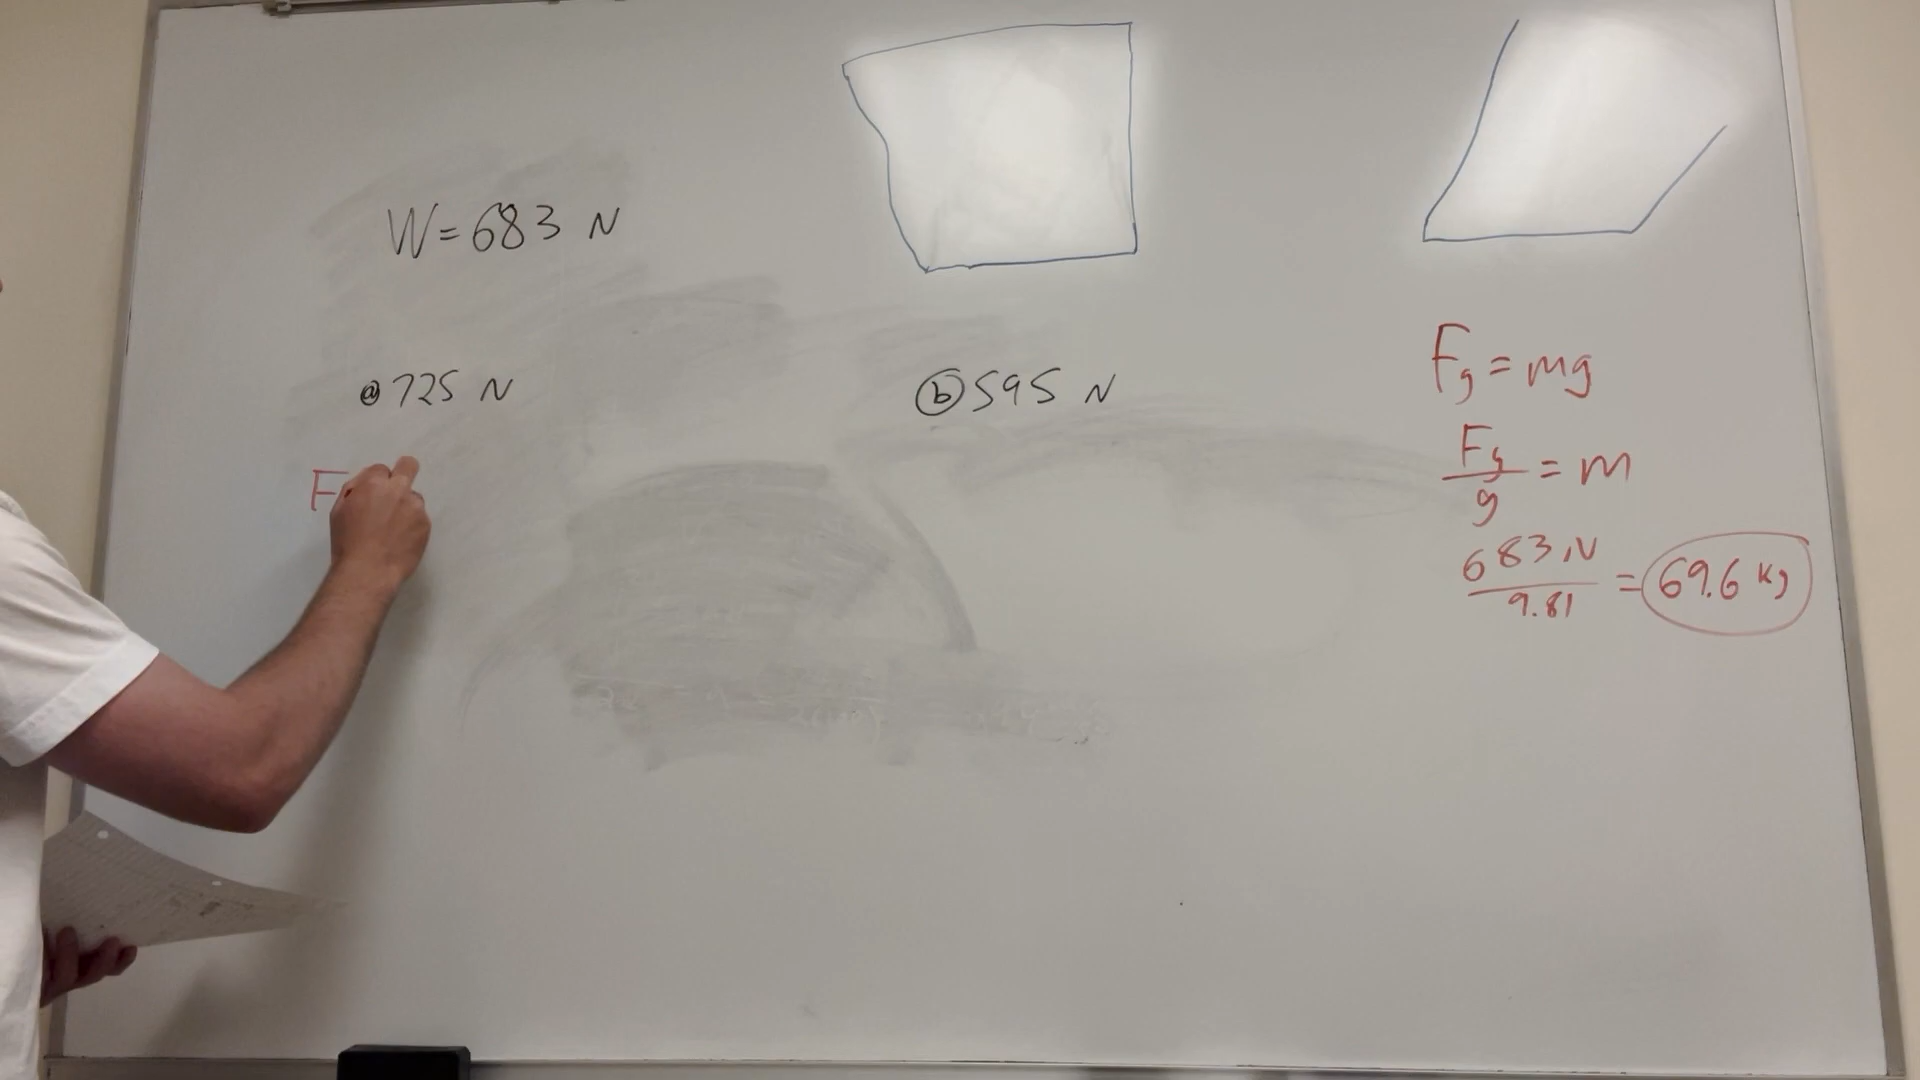 W = 683 N
ⓐ 725 N
ⓑ 595 N
F
Fg = mg
Fg/g = m
683 N/9.81 = 69.6 kg